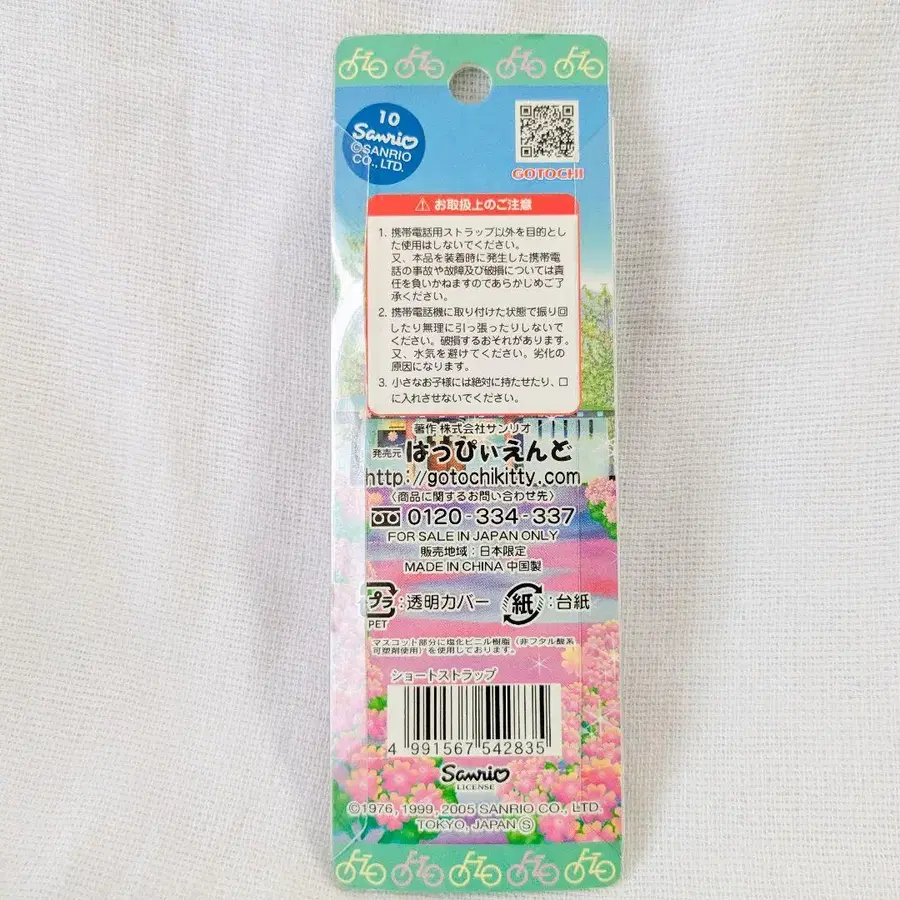 10
Sanrio
©SANRIO
CO., LTD.
GOTOCHI
⚠ お取扱上のご注意
1. 携帯電話用ストラップ以外を目的とし
た使用はしないでください。
又、本品を装着時に発生した携帯電
話の事故や故障及び破損については責
任を負いかねますのであらかじめご了
承ください。
2. 携帯電話機に取り付けた状態で振り回
したり無理に引っ張ったりしないで
ください。破損するおそれがあります。
又、水気を避けてください。劣化の
原因になります。
3. 小さなお子様には絶対に持たせたり、口
に入れさせないでください。
著作 株式会社サンリオ
発売元 はうぴぃえんど
http://gotochikitty.com
〈商品に関するお問い合わせ先〉
0120-334-337
FOR SALE IN JAPAN ONLY
販売地域：日本限定
MADE IN CHINA 中国製
プラ：透明カバー 紙：台紙
PET
マスコット部分に塩化ビニル樹脂（非フタル酸系
可塑剤使用）を使用しております。
ショートストラップ
4 991567 542835
Sanrio
LICENSE
©1976, 1999, 2005 SANRIO CO., LTD.
TOKYO, JAPAN Ⓢ